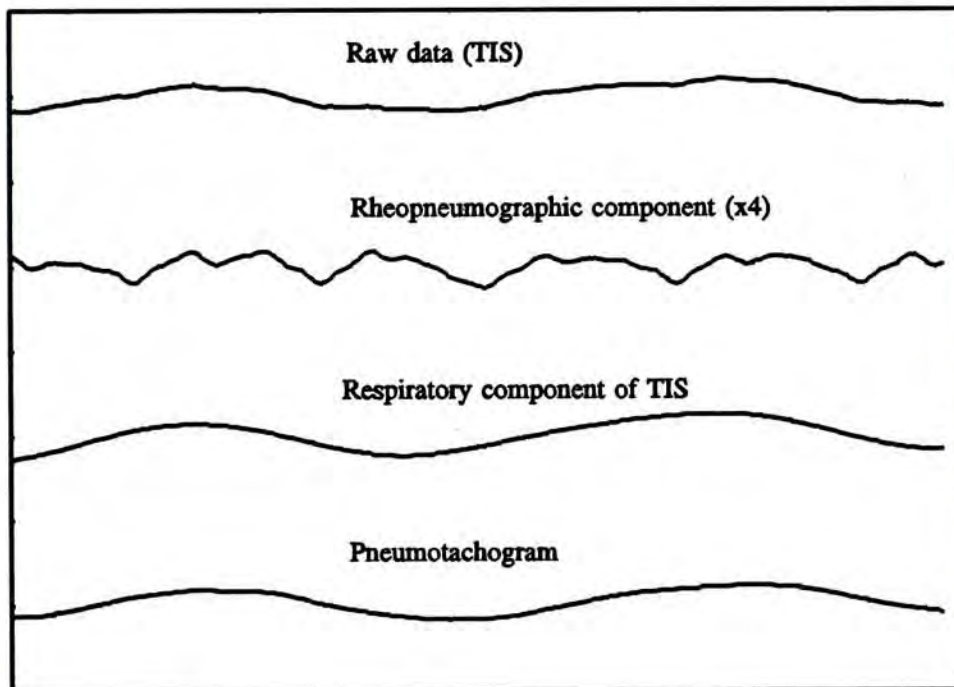 Raw data (TIS)
Rheopneumographic component (x4)
Respiratory component of TIS
Pneumotachogram